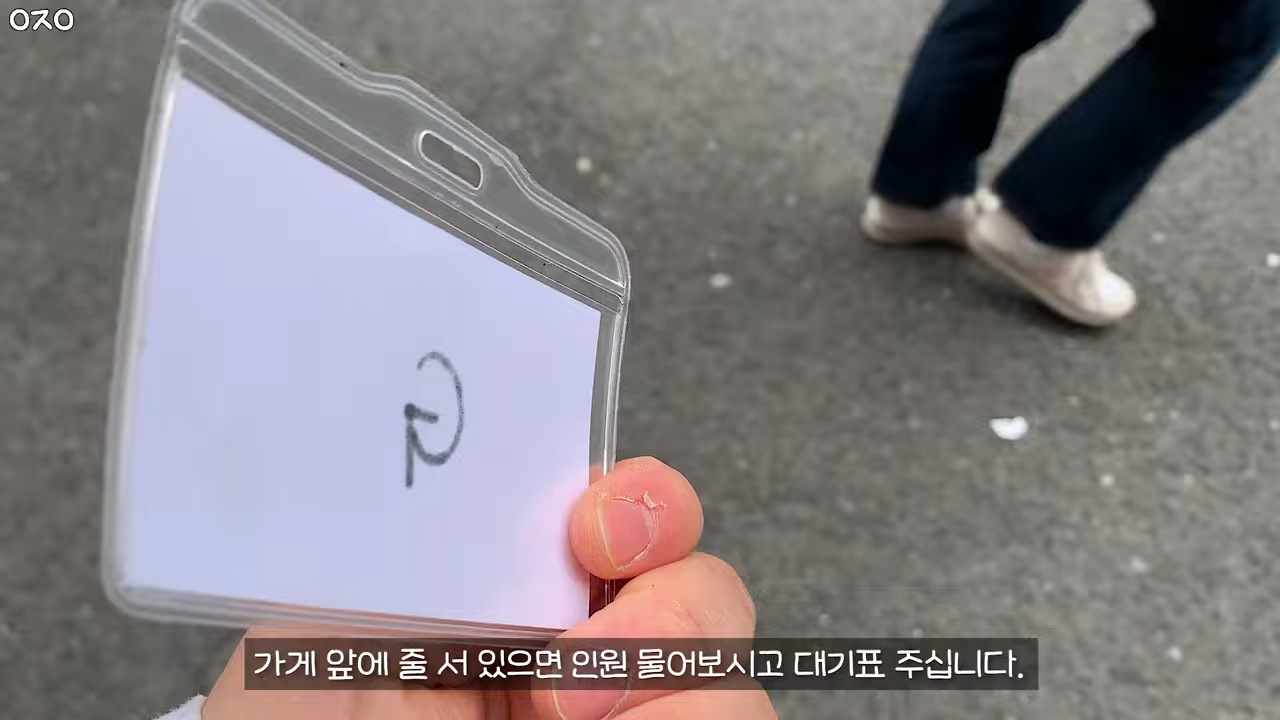 ㅇㅈㅇ
가게 앞에 줄 서 있으면 인원 물어보시고 대기표 주십니다.